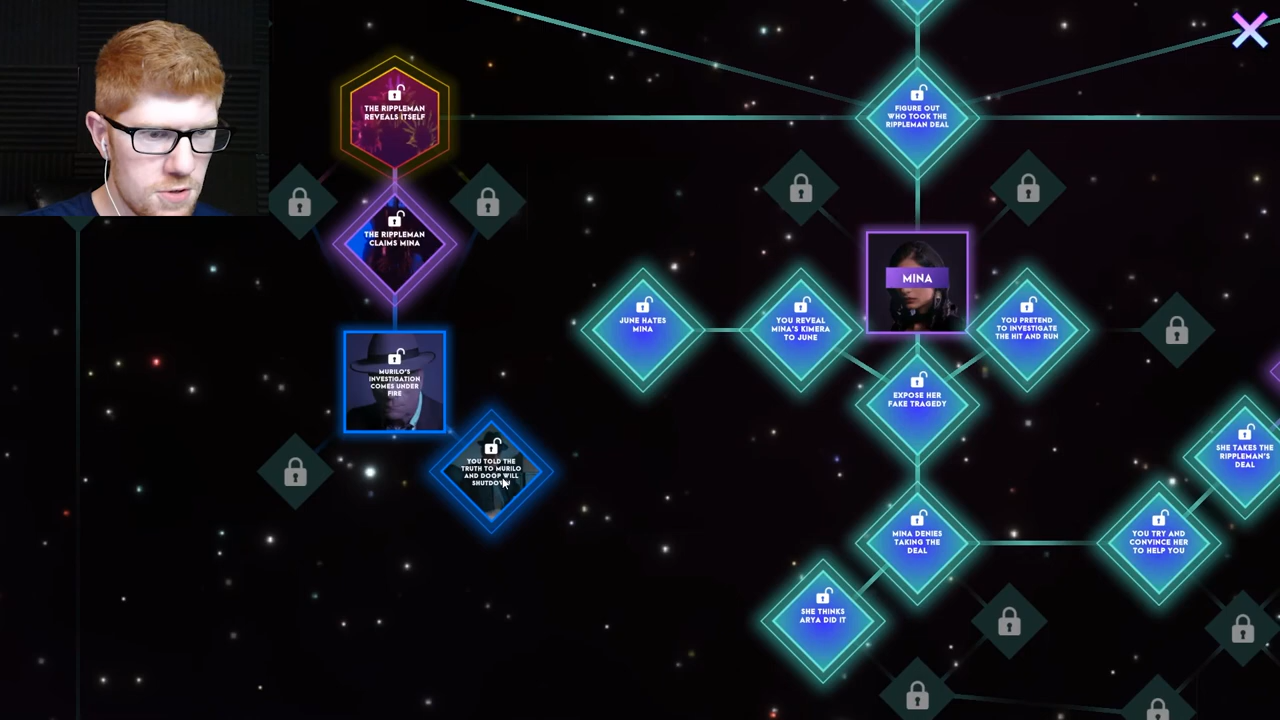 THE RIPPLEMAN
REVEALS ITSELF
FIGURE OUT
WHO TOOK THE
RIPPLEMAN DEAL
THE RIPPLEMAN
CLAIMS MINA
MINA
JUNE HATES
MINA
YOU REVEAL
MINA'S KIMERA
TO JUNE
YOU PRETEND
TO INVESTIGATE
THE HIT AND RUN
MURILO'S
INVESTIGATION
COMES UNDER
FIRE
EXPOSE HER
FAKE TRAGEDY
YOU TOLD THE
TRUTH TO MURILO
AND DOOP WILL
SHUTDOWN
SHE TAKES THE
RIPPLEMAN'S
DEAL
MINA DENIES
TAKING THE
DEAL
YOU TRY AND
CONVINCE HER
TO HELP YOU
SHE THINKS
ARYA DID IT